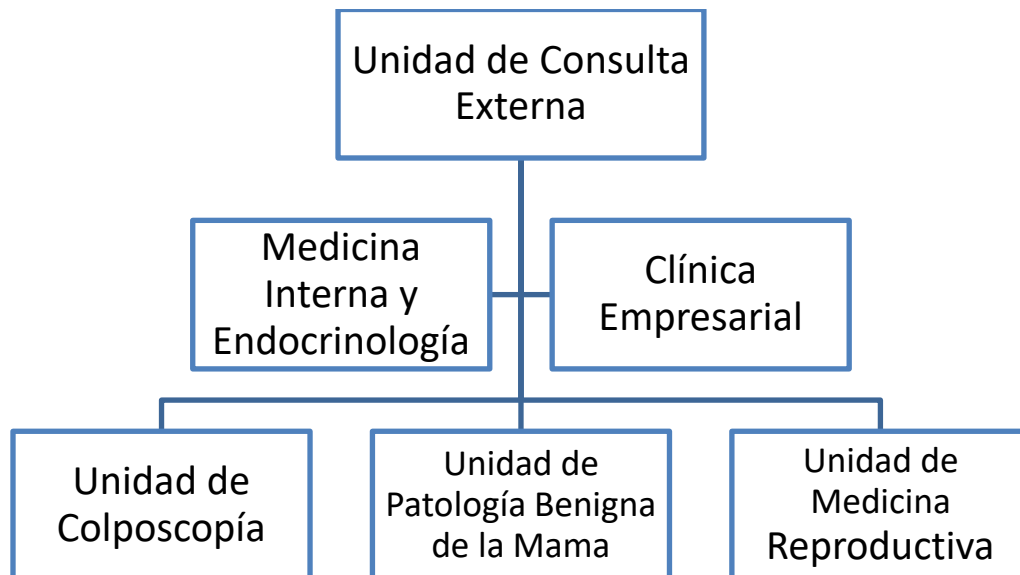 Unidad de Consulta
Externa
Medicina
Interna y
Endocrinología
Clínica
Empresarial
Unidad de
Colposcopía
Unidad de
Patología Benigna
de la Mama
Unidad de
Medicina
Reproductiva